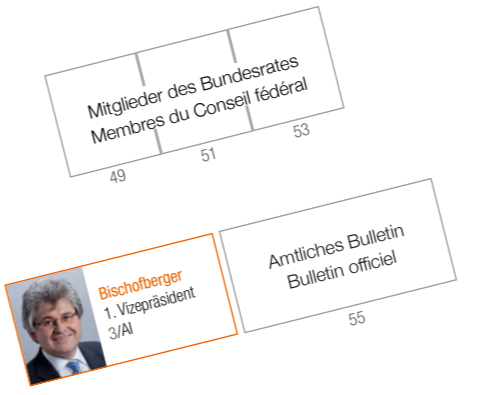 Mitglieder des Bundesrates
Membres du Conseil fédéral
49
51
53
Bischofberger
1. Vizepräsident
3/AI
Amtliches Bulletin
Bulletin officiel
55